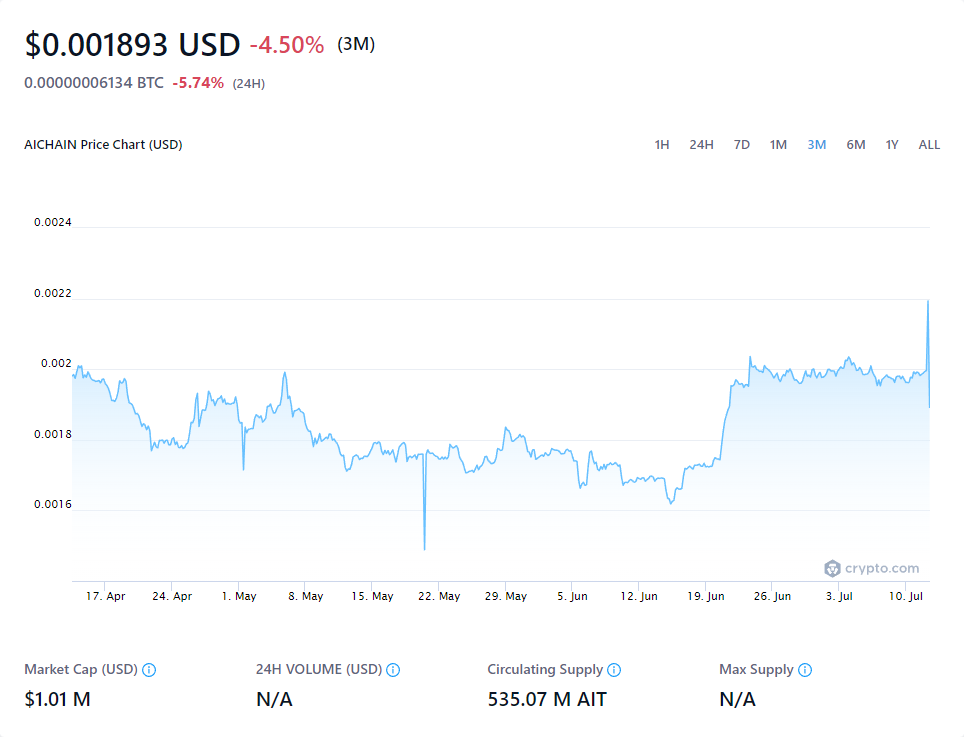 $0.001893 USD -4.50% (3M)
0.00000006134 BTC -5.74% (24H)
AICHAIN Price Chart (USD) 1H 24H 7D 1M 3M 6M 1Y ALL
0.0024
0.0022
0.002
0.0018
0.0016
crypto.com
17. Apr 24. Apr 1. May 8. May 15. May 22. May 29. May 5. Jun 12. Jun 19. Jun 26. Jun 3. Jul 10. Jul
Market Cap (USD) 24H VOLUME (USD) Circulating Supply Max Supply
$1.01 M N/A 535.07 M AIT N/A